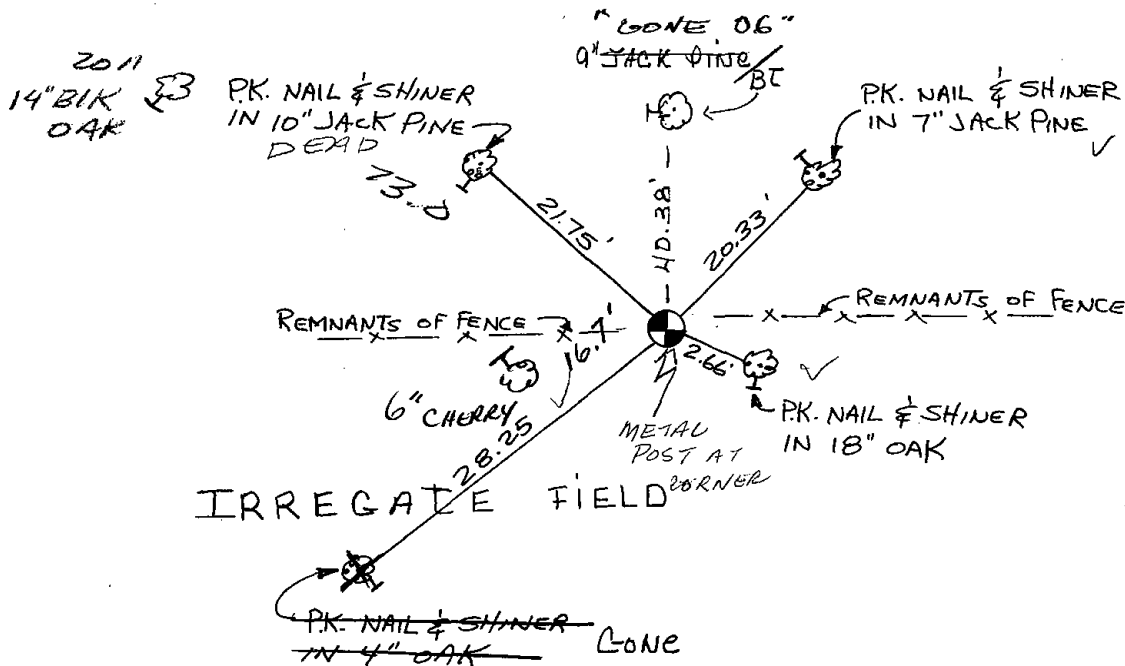 "GONE 06"
9" JACK PINE
BT
2011
14" BlK
OAK
P.K. NAIL & SHINER
IN 10" JACK PINE
DEAD
73.0
P.K. NAIL & SHINER
IN 7" JACK PINE ✓
21.75'
40.38'
20.33'
REMNANTS OF FENCE
16.7'
REMNANTS OF FENCE
2.66'
6" CHERRY
28.25
METAL
POST AT
CORNER
P.K. NAIL & SHINER
IN 18" OAK
IRREGATE FiELD
P.K. NAIL & SHINER
IN 4" OAK
GONE